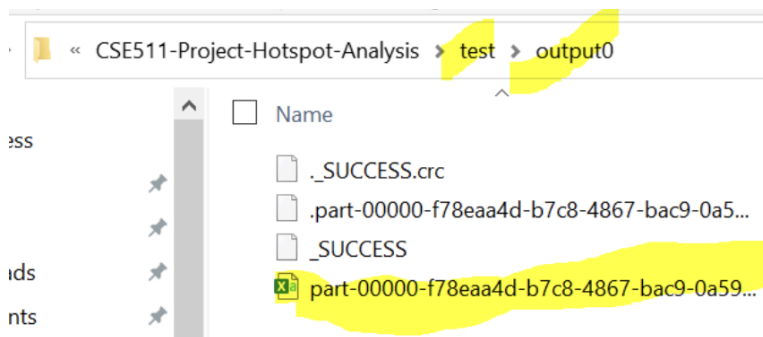 « CSE511-Project-Hotspot-Analysis > test > output0
Name
ess
._SUCCESS.crc
.part-00000-f78eaa4d-b7c8-4867-bac9-0a5...
_SUCCESS
ads
part-00000-f78eaa4d-b7c8-4867-bac9-0a59...
nts